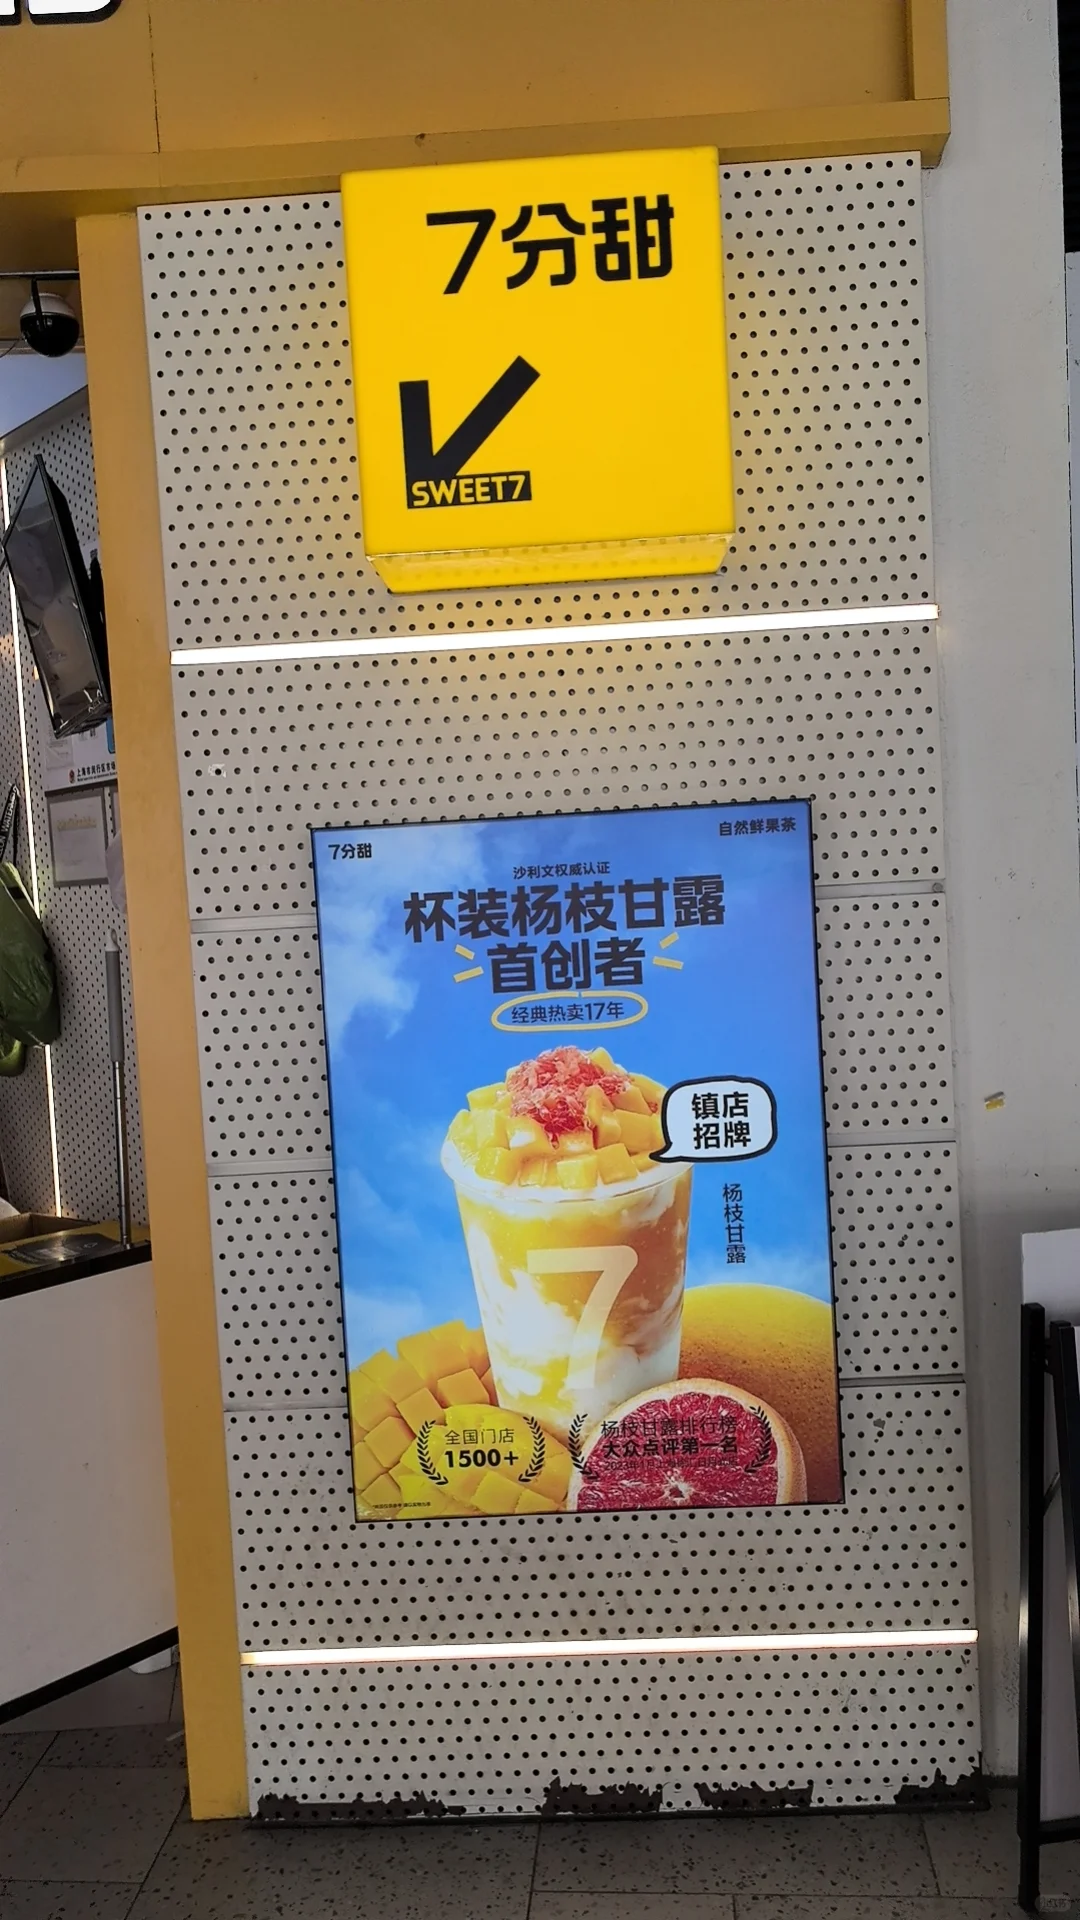 7分甜
SWEET7
7分甜
自然鲜果茶
沙利文权威认证
杯装杨枝甘露
首创者
经典热卖17年
镇店
招牌
杨枝甘露
7
全国门店
1500+
杨枝甘露排行榜
大众点评第一名